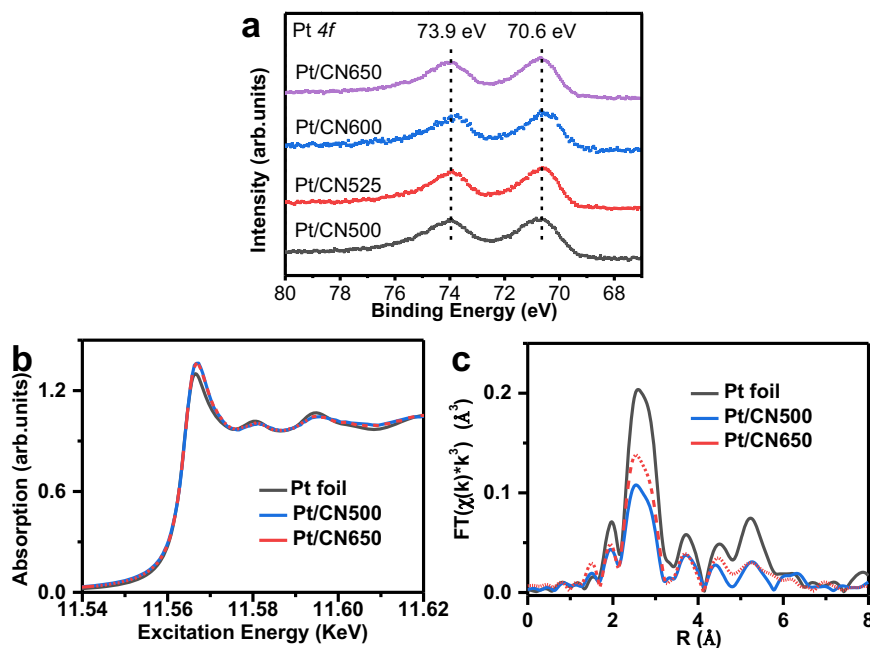 a
Pt 4f
73.9 eV
70.6 eV
Pt/CN650
Pt/CN600
Pt/CN525
Pt/CN500
Intensity (arb.units)
80 78 76 74 72 70 68
Binding Energy (eV)
b
1.2
0.6
0.0
Absorption (arb.units)
Pt foil
Pt/CN500
Pt/CN650
11.54 11.56 11.58 11.60 11.62
Excitation Energy (KeV)
c
0.2
0.1
0.0
FT(χ(k)*k³) (Å³)
Pt foil
Pt/CN500
Pt/CN650
0 2 4 6 8
R (Å)